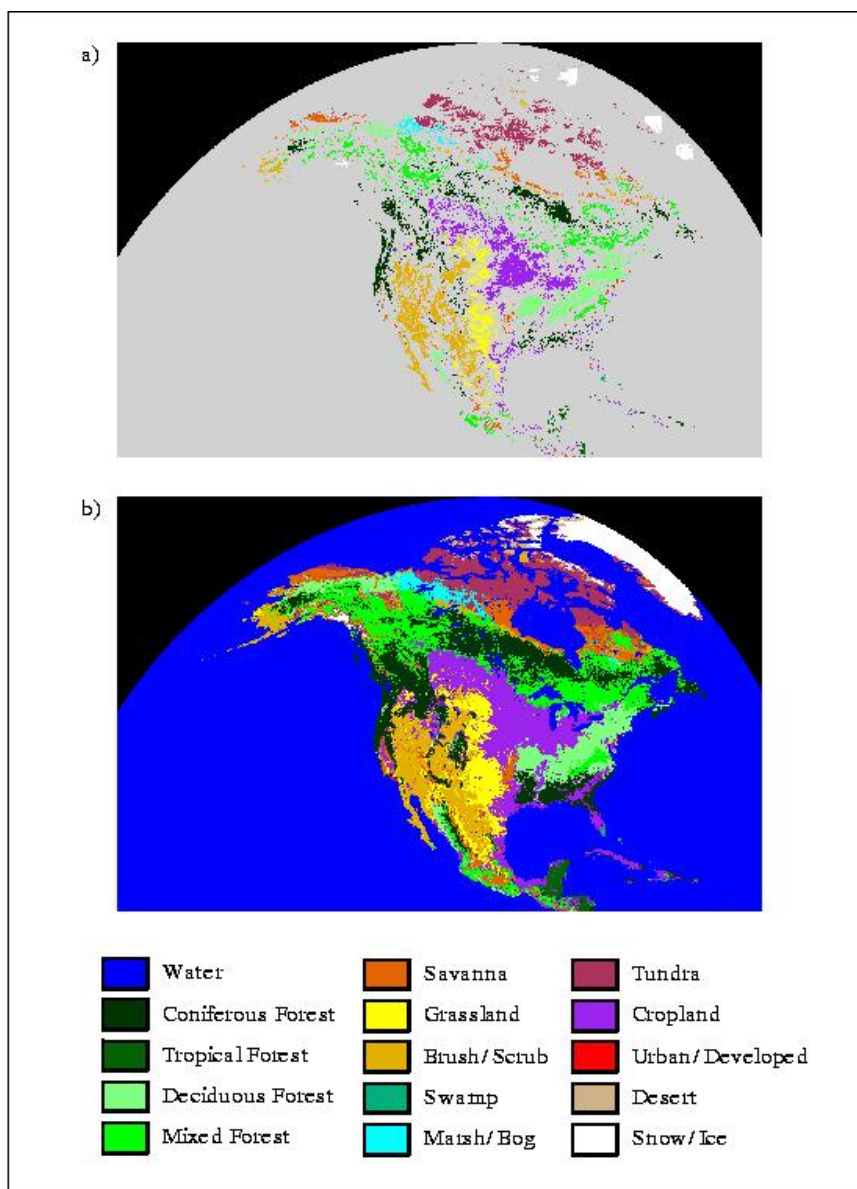 a)
b)
Water
Savanna
Tundra
Coniferous Forest
Grassland
Cropland
Tropical Forest
Brush/Scrub
Urban/Developed
Deciduous Forest
Swamp
Desert
Mixed Forest
Marsh/Bog
Snow/Ice